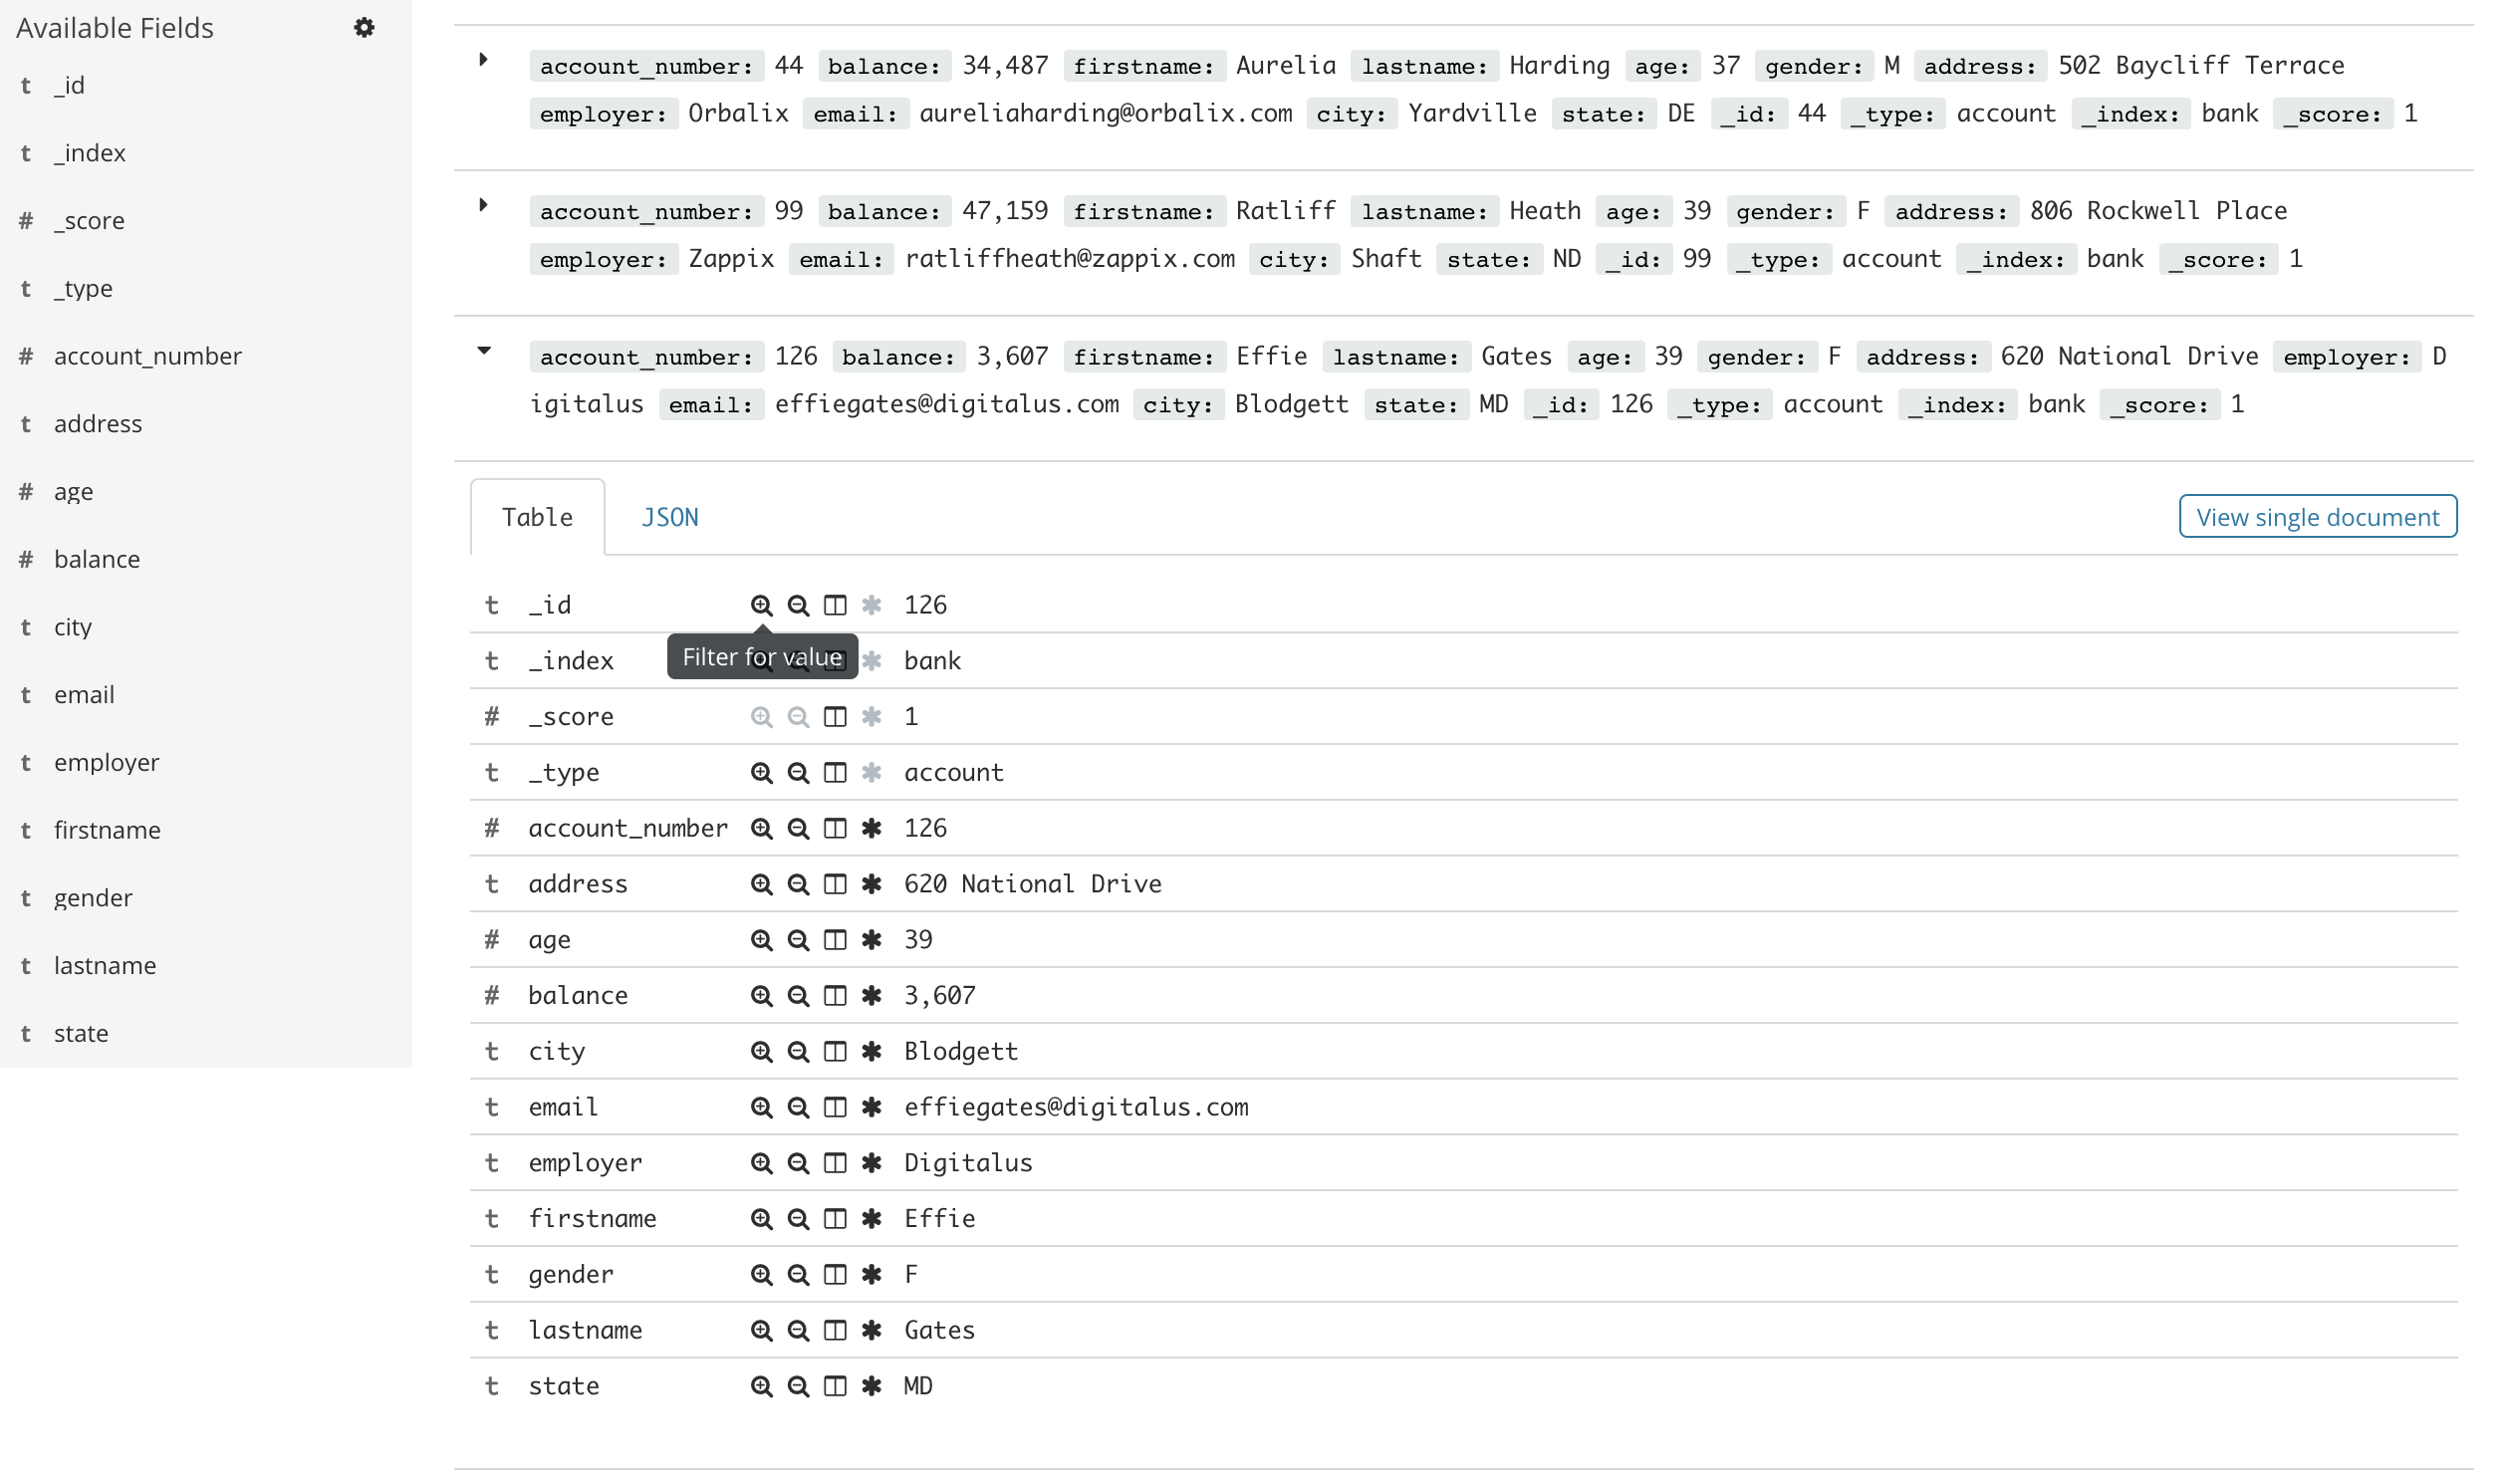 Available Fields
t _id
t _index
# _score
t _type
# account_number
t address
# age
# balance
t city
t email
t employer
t firstname
t gender
t lastname
t state
account_number: 44 balance: 34,487 firstname: Aurelia lastname: Harding age: 37 gender: M address: 502 Baycliff Terrace
employer: Orbalix email: aureliaharding@orbalix.com city: Yardville state: DE _id: 44 _type: account _index: bank _score: 1
account_number: 99 balance: 47,159 firstname: Ratliff lastname: Heath age: 39 gender: F address: 806 Rockwell Place
employer: Zappix email: ratliffheath@zappix.com city: Shaft state: ND _id: 99 _type: account _index: bank _score: 1
account_number: 126 balance: 3,607 firstname: Effie lastname: Gates age: 39 gender: F address: 620 National Drive employer: D
igitalus email: effiegates@digitalus.com city: Blodgett state: MD _id: 126 _type: account _index: bank _score: 1
Table JSON View single document
t _id 126
Filter for value
t _index bank
# _score 1
t _type account
# account_number 126
t address 620 National Drive
# age 39
# balance 3,607
t city Blodgett
t email effiegates@digitalus.com
t employer Digitalus
t firstname Effie
t gender F
t lastname Gates
t state MD